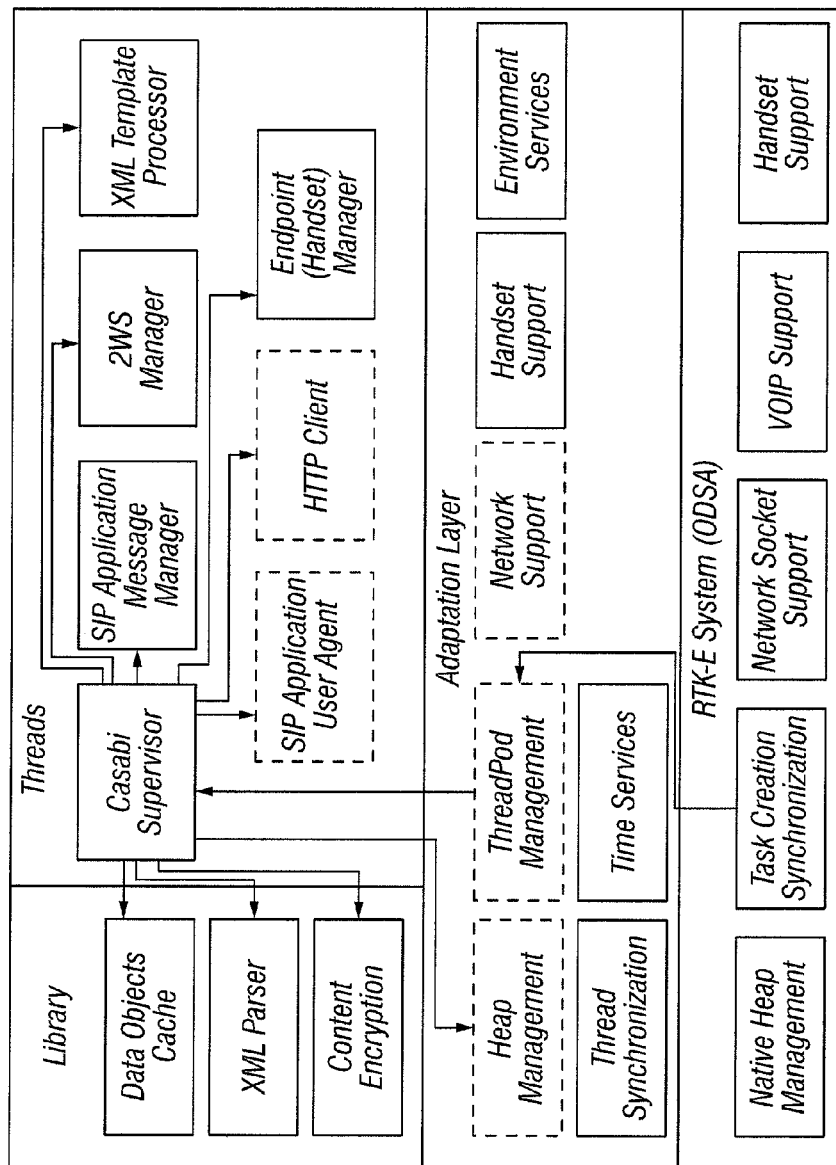 Library
Data Objects
Cache
XML Parser
Content
Encryption
Threads
Casabi
Supervisor
SIP Application
Message
Manager
2WS
Manager
XML Template
Processor
SIP Application
User Agent
HTTP Client
Endpoint
(Handset)
Manager
Adaptation Layer
Heap
Management
ThreadPod
Management
Network
Support
Handset
Support
Environment
Services
Thread
Synchronization
Time Services
RTK-E System (ODSA)
Native Heap
Management
Task Creation
Synchronization
Network Socket
Support
VOIP Support
Handset
Support